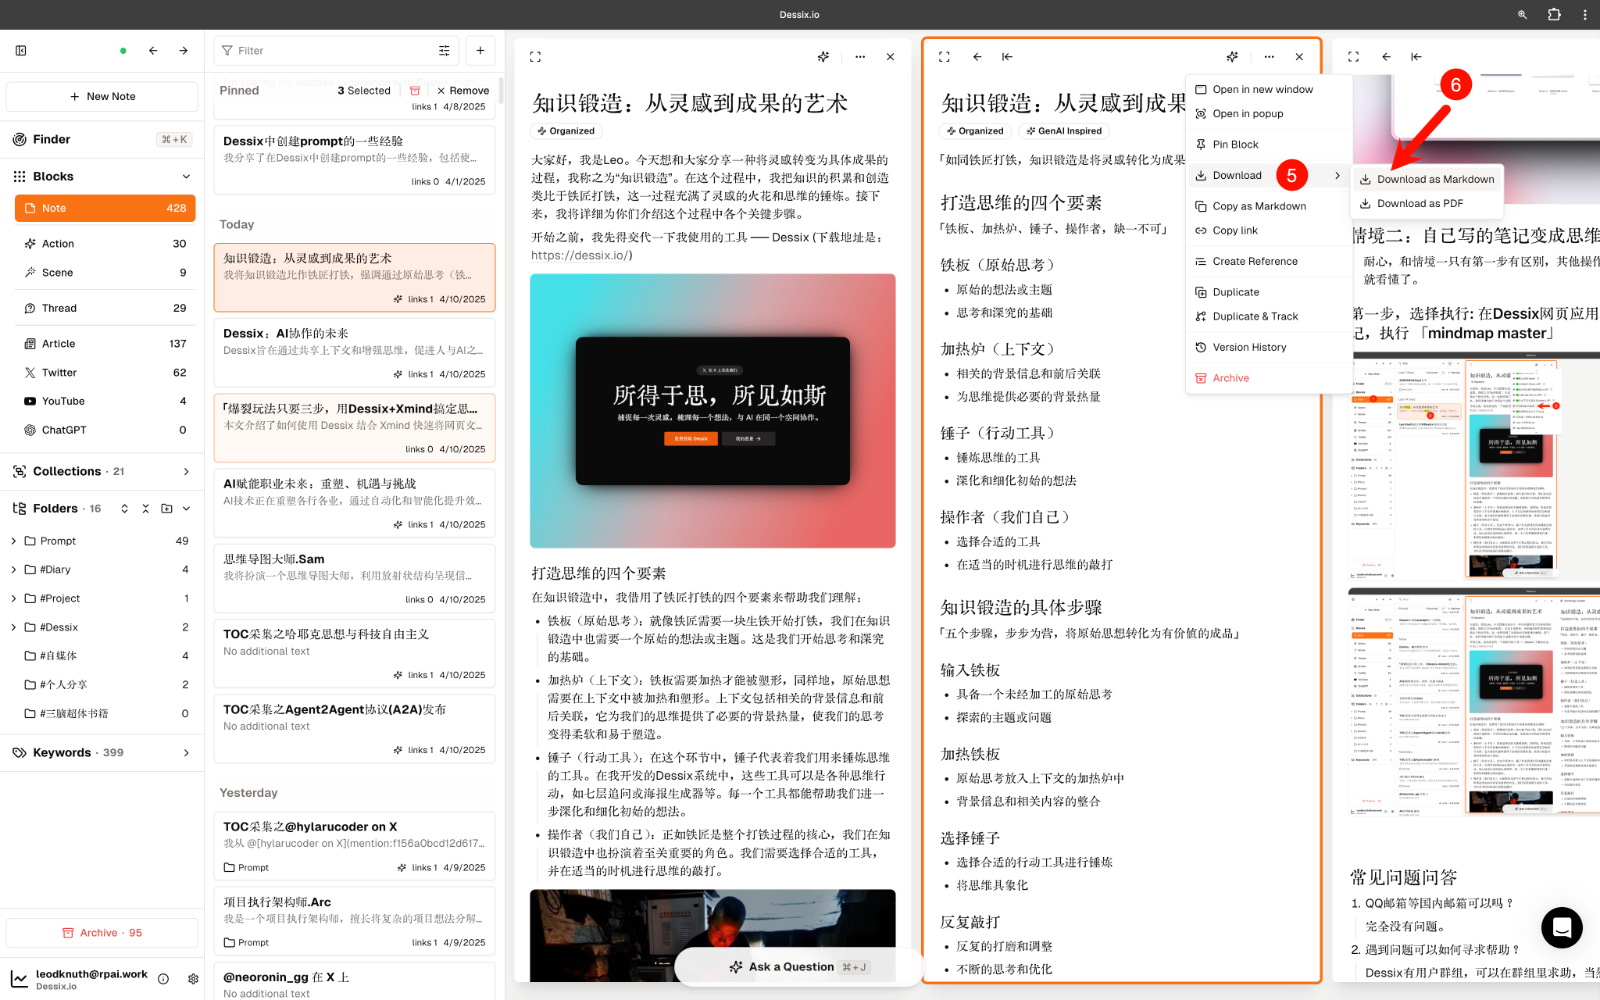 Dessix.io
Filter
New Note
Finder
⌘+K
Blocks
Note 428
Action 30
Scene 9
Thread 29
Article 137
Twitter 62
YouTube 4
ChatGPT 0
Collections · 21
Folders · 16
Prompt 49
#Diary 4
#Project 1
#Dessix 2
#自媒体 4
#个人分享 2
#三脑超体书籍 0
Keywords · 399
Archive · 95
leodknuth@rpai.work
Dessix.io
Pinned
3 Selected
Remove
links 1 4/8/2025
Dessix中创建prompt的一些经验
我分享了在Dessix中创建prompt的一些经验，包括使...
links 0 4/1/2025
Today
知识锻造：从灵感到成果的艺术
我将知识锻造比作铁匠打铁，强调通过原始思考（铁...
links 1 4/10/2025
Dessix：AI协作的未来
Dessix旨在通过共享上下文和增强思维，促进人与AI之...
links 1 4/10/2025
「爆裂玩法只要三步，用Dessix+Xmind搞定思...
本文介绍了如何使用 Dessix 结合 Xmind 快速将网页文...
links 0 4/10/2025
AI赋能职业未来：重塑、机遇与挑战
AI技术正在重塑各行各业，通过自动化和智能化提升效...
links 1 4/10/2025
思维导图大师.Sam
我将扮演一个思维导图大师，利用放射状结构呈现信...
links 0 4/10/2025
TOC采集之哈耶克思想与科技自由主义
No additional text
links 1 4/10/2025
TOC采集之Agent2Agent协议(A2A)发布
No additional text
links 1 4/10/2025
Yesterday
TOC采集之@hylarucoder on X
我从 @[hylarucoder on X](mention:f156a0bcd12d617...
Prompt
links 1 4/9/2025
项目执行架构师.Arc
我是一个项目执行架构师，擅长将复杂的项目想法分解...
Prompt
links 1 4/9/2025
@neoronin_gg 在 X 上
No additional text
知识锻造：从灵感到成果的艺术
Organized
大家好，我是Leo。今天想和大家分享一种将灵感转变为具体成果的
过程，我称之为“知识锻造”。在这个过程中，我把知识的积累和创造
类比于铁匠打铁，这一过程充满了灵感的火花和思维的锤炼。接下
来，我将详细为你们介绍这个过程中各个关键步骤。
开始之前，我先得交代一下我使用的工具 —— Dessix (下载地址是：
https://dessix.io/)
在 X 上关注我们
所得于思，所见如斯
捕捉每一次灵感，梳理每一个想法，与 AI 在同一个空间协作。
打造思维的四个要素
在知识锻造中，我借用了铁匠打铁的四个要素来帮助我们理解：
• 铁板（原始思考）：就像铁匠需要一块生铁开始打铁，我们在知识
锻造中也需要一个原始的想法或主题。这是我们开始思考和深究
的基础。
• 加热炉（上下文）：铁板需要加热才能被塑形，同样地，原始思想
需要在上下文中被加热和塑形。上下文包括相关的背景信息和前
后关联，它为我们的思维提供了必要的背景热量，使我们的思考
变得柔软和易于塑造。
• 锤子（行动工具）：在这个环节中，锤子代表着我们用来锤炼思维
的工具。在我开发的Dessix系统中，这些工具可以是各种思维行
动，如七层追问或海报生成器等。每一个工具都能帮助我们进一
步深化和细化初始的想法。
• 操作者（我们自己）：正如铁匠是整个打铁过程的核心，我们在知
识锻造中也扮演着至关重要的角色。我们需要选择合适的工具，
并在适当的时机进行思维的敲打。
Ask a Question ⌘+J
知识锻造：从灵感到成果
Organized
GenAI Inspired
「如同铁匠打铁，知识锻造是将灵感转化为成果
打造思维的四个要素
「铁板、加热炉、锤子、操作者，缺一不可」
铁板（原始思考）
• 原始的想法或主题
• 思考和深究的基础
加热炉（上下文）
• 相关的背景信息和前后关联
• 为思维提供必要的背景热量
锤子（行动工具）
• 锤炼思维的工具
• 深化和细化初始的想法
操作者（我们自己）
• 选择合适的工具
• 在适当的时机进行思维的敲打
知识锻造的具体步骤
「五个步骤，步步为营，将原始思想转化为有价值的成品」
输入铁板
• 具备一个未经加工的原始思考
• 探索的主题或问题
加热铁板
• 原始思考放入上下文的加热炉中
• 背景信息和相关内容的整合
选择锤子
• 选择合适的行动工具进行锤炼
• 将思维具象化
反复敲打
• 反复的打磨和调整
• 不断的思考和优化
Open in new window
Open in popup
Pin Block
Download
5
Copy as Markdown
Copy link
Create Reference
Duplicate
Duplicate & Track
Version History
Archive
6
Download as Markdown
Download as PDF
情境二：自己写的笔记变成思维
耐心，和情境一只有第一步有区别，其他操作
就看懂了。
第一步，选择执行: 在Dessix网页应用
记，执行 「mindmap master」
常见问题问答
1. QQ邮箱等国内邮箱可以吗？
完全没有问题。
2. 遇到问题可以如何寻求帮助？
Dessix有用户群组，可以在群组里求助，当然